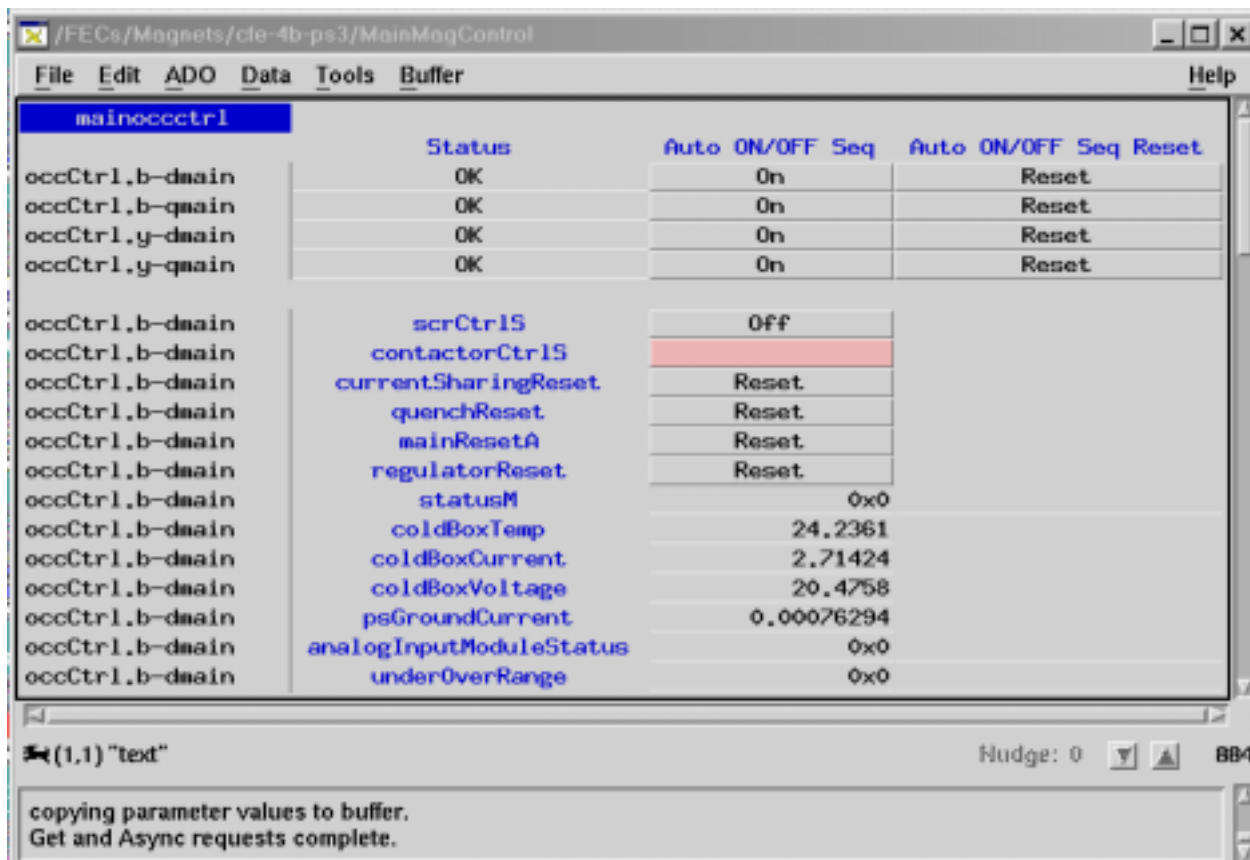 /FECs/Magnets/cfe-4b-ps3/MainMagControl
File Edit ADO Data Tools Buffer Help
mainoccctrl
Status Auto ON/OFF Seq Auto ON/OFF Seq Reset
occCtrl.b-dmain OK On Reset
occCtrl.b-qmain OK On Reset
occCtrl.y-dmain OK On Reset
occCtrl.y-qmain OK On Reset
occCtrl.b-dmain scrCtrlS Off
occCtrl.b-dmain contactorCtrlS
occCtrl.b-dmain currentSharingReset Reset
occCtrl.b-dmain quenchReset Reset
occCtrl.b-dmain mainResetA Reset
occCtrl.b-dmain regulatorReset Reset
occCtrl.b-dmain statusM 0x0
occCtrl.b-dmain coldBoxTemp 24.2361
occCtrl.b-dmain coldBoxCurrent 2.71424
occCtrl.b-dmain coldBoxVoltage 20.4758
occCtrl.b-dmain psGroundCurrent 0.00076294
occCtrl.b-dmain analogInputModuleStatus 0x0
occCtrl.b-dmain underOverRange 0x0
(1,1) "text" Nudge: 0 884
copying parameter values to buffer.
Get and Async requests complete.